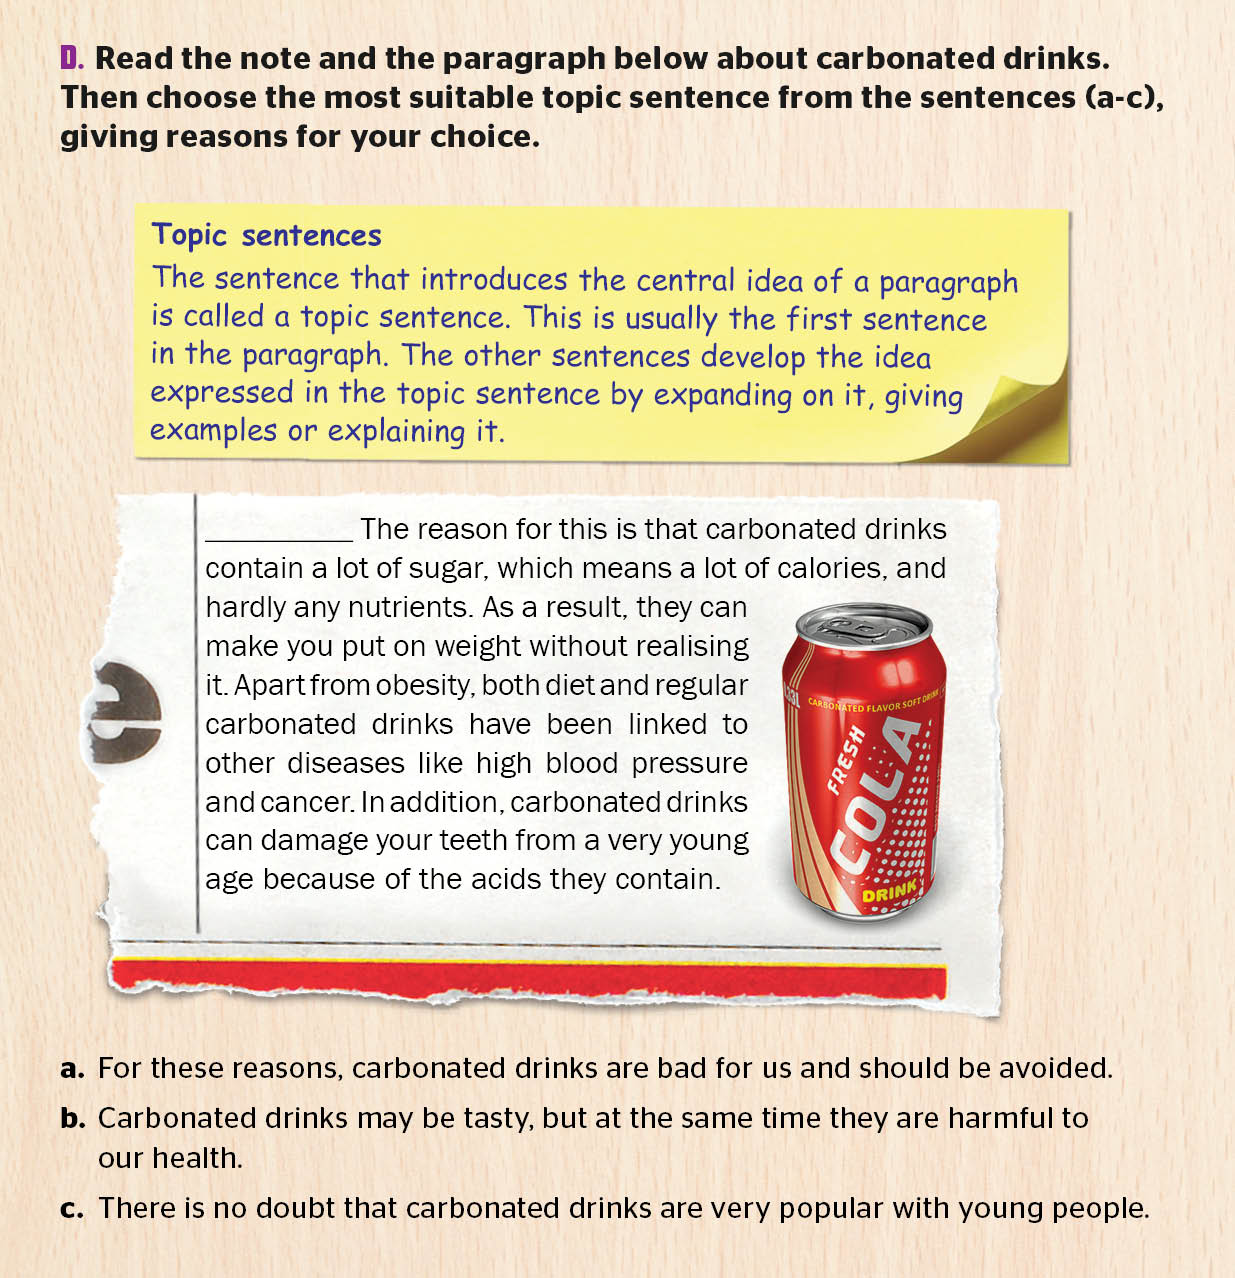 D. Read the note and the paragraph below about carbonated drinks.
Then choose the most suitable topic sentence from the sentences (a-c),
giving reasons for your choice.
Topic sentences
The sentence that introduces the central idea of a paragraph
is called a topic sentence. This is usually the first sentence
in the paragraph. The other sentences develop the idea
expressed in the topic sentence by expanding on it, giving
examples or explaining it.
__________ The reason for this is that carbonated drinks
contain a lot of sugar, which means a lot of calories, and
hardly any nutrients. As a result, they can
make you put on weight without realising
it. Apart from obesity, both diet and regular
carbonated drinks have been linked to
other diseases like high blood pressure
and cancer. In addition, carbonated drinks
can damage your teeth from a very young
age because of the acids they contain.
e
CARBONATED FLAVOR SOFT DRINK
FRESH
COLA
DRINK
a. For these reasons, carbonated drinks are bad for us and should be avoided.
b. Carbonated drinks may be tasty, but at the same time they are harmful to
our health.
c. There is no doubt that carbonated drinks are very popular with young people.